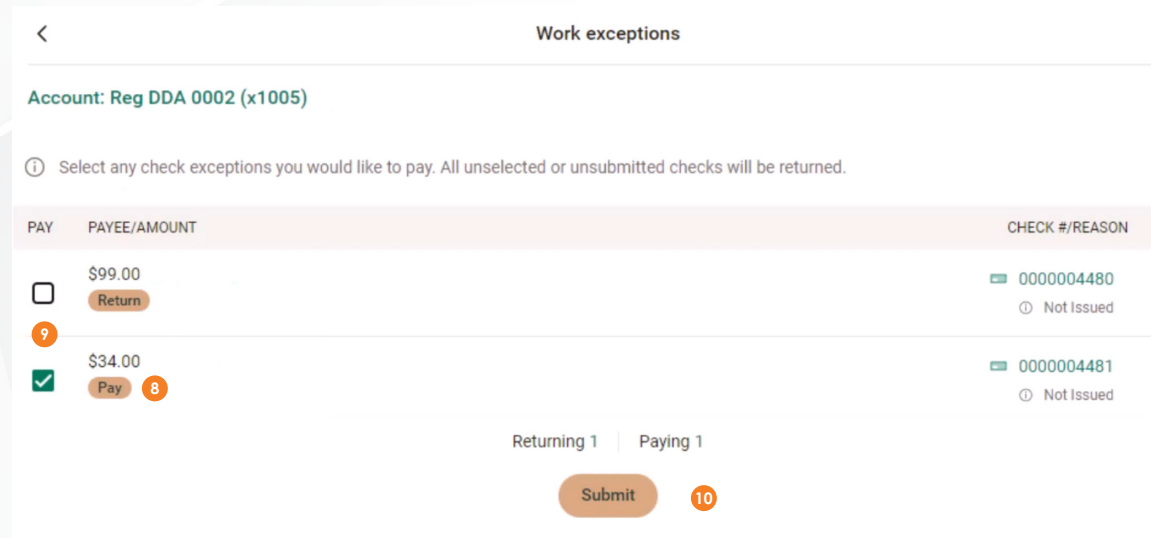 Work exceptions
Account: Reg DDA 0002 (x1005)
Select any check exceptions you would like to pay. All unselected or unsubmitted checks will be returned.
PAY PAYEE/AMOUNT CHECK #/REASON
$99.00 0000004480
Return Not Issued
9
$34.00 0000004481
Pay 8 Not Issued
Returning 1 Paying 1
Submit 10